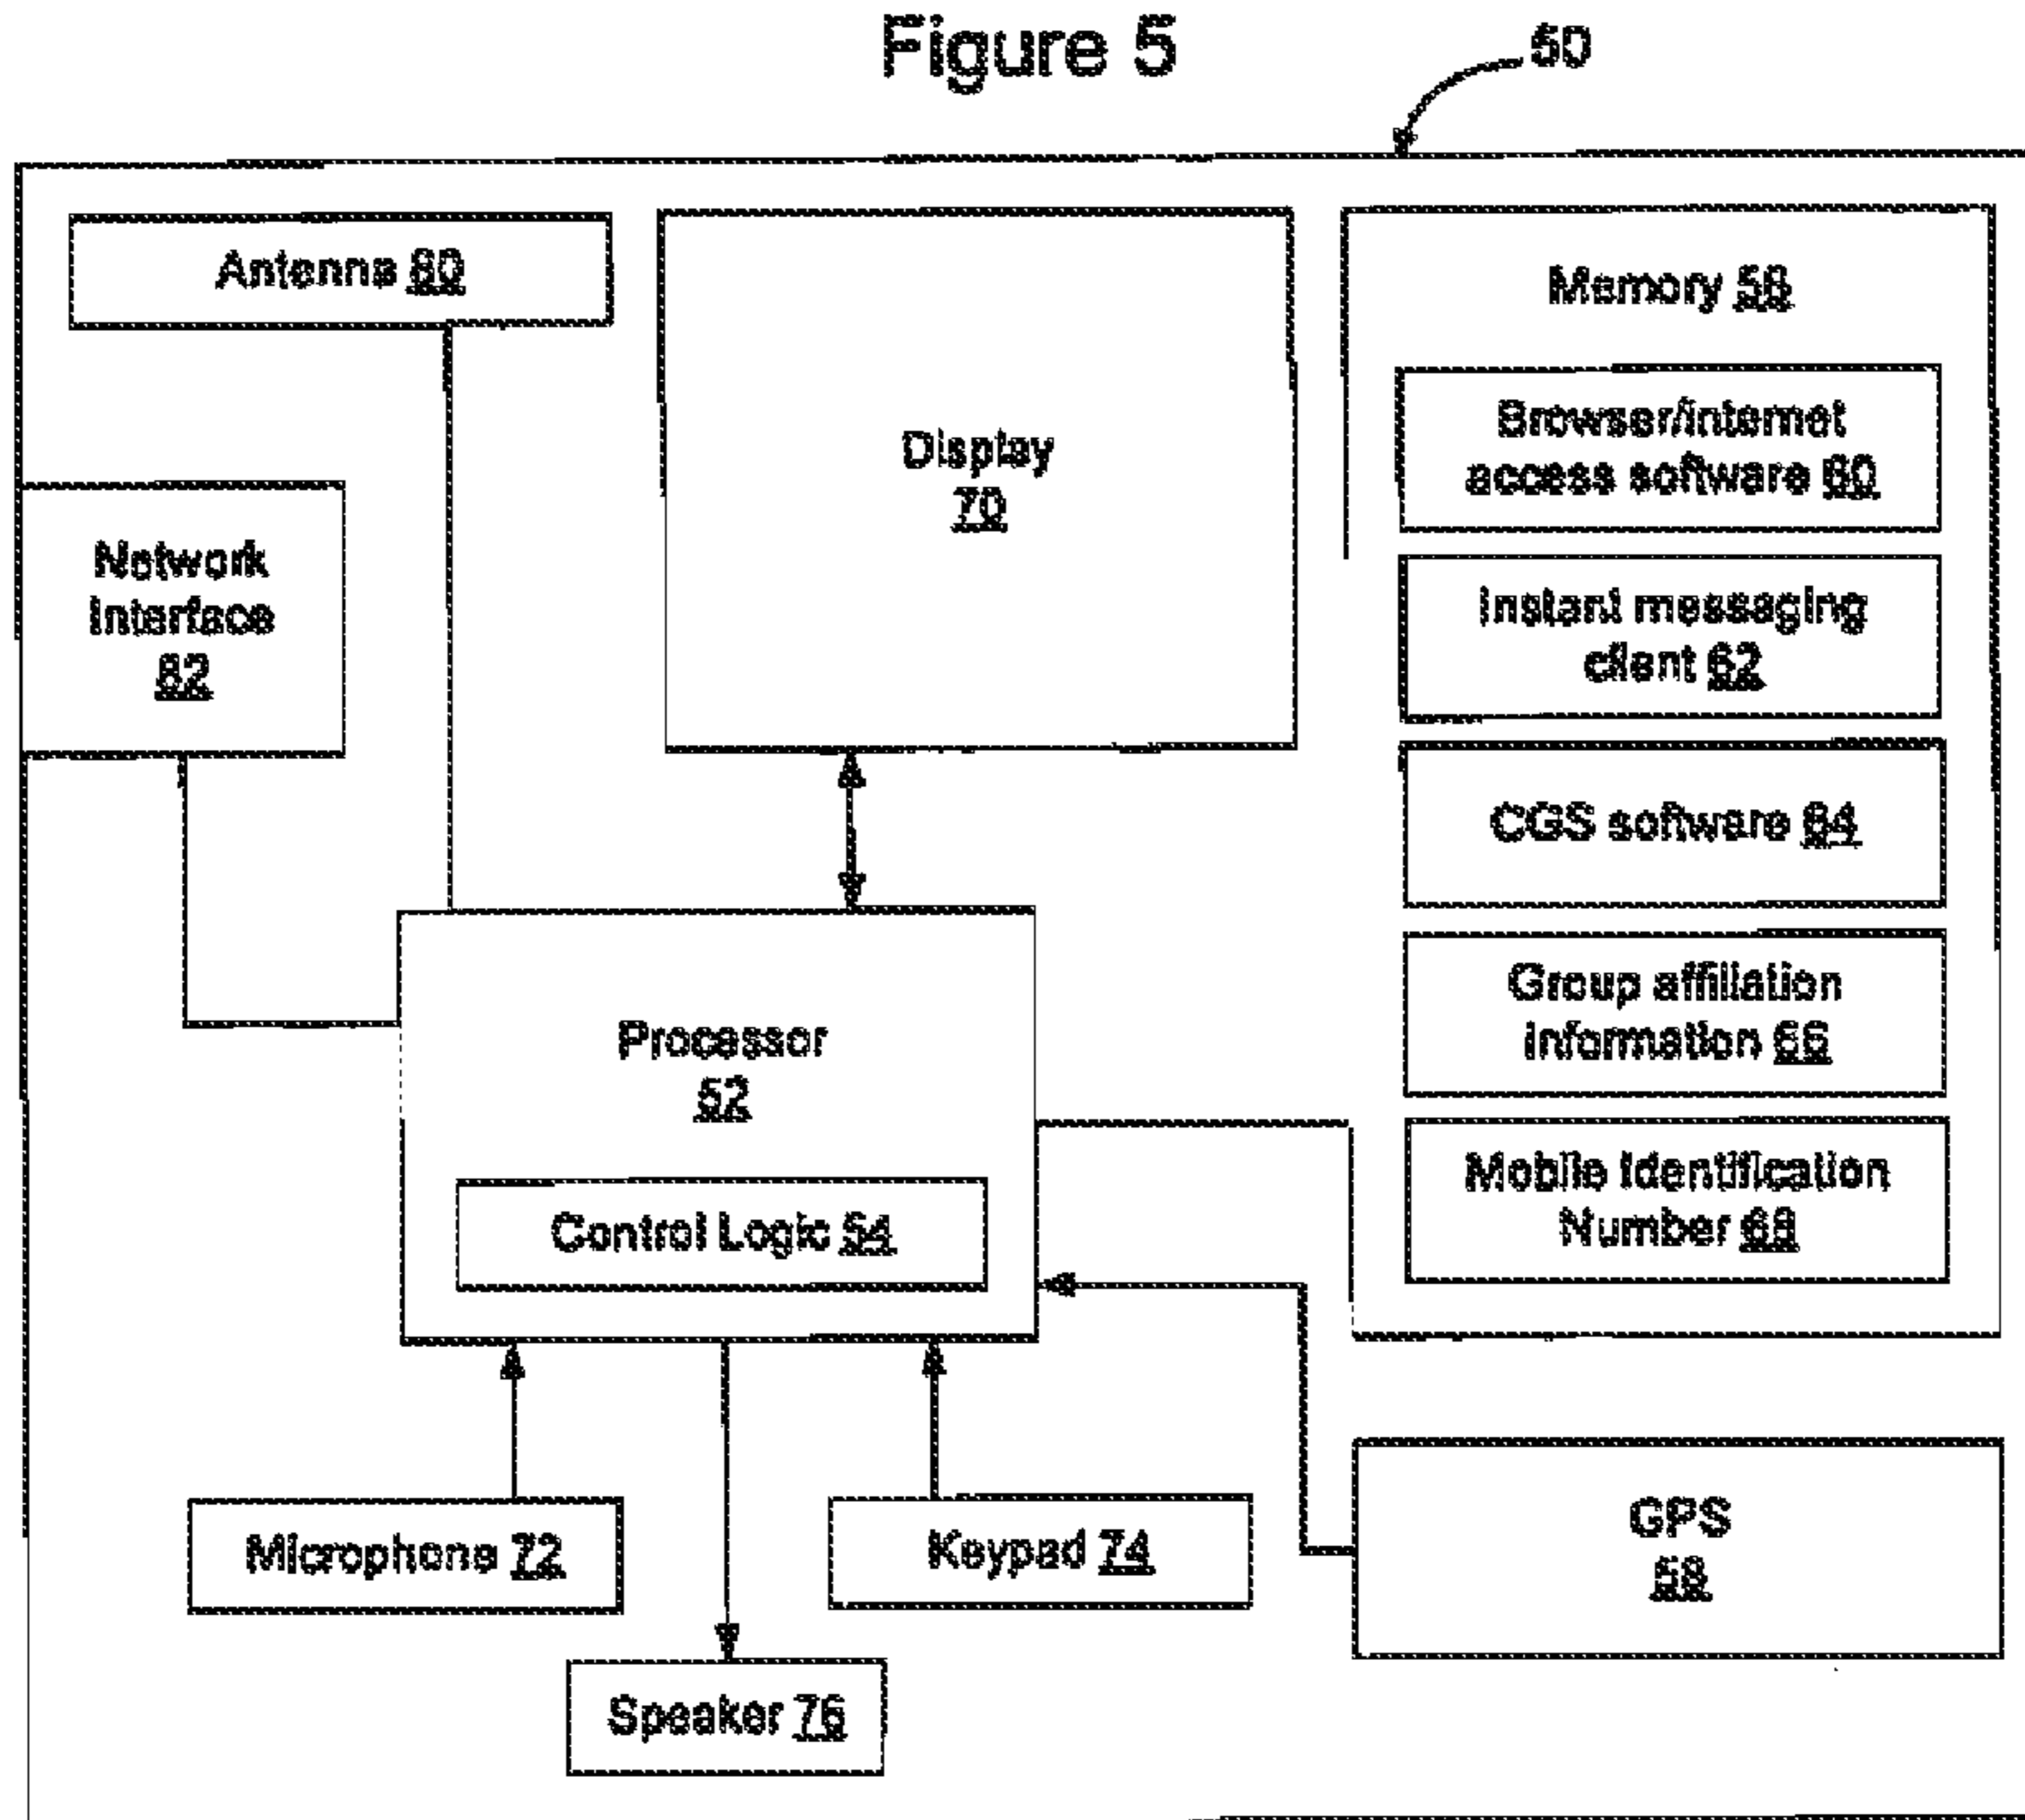 Figure 5
50
Antenna 80
Display
70
Memory 56
Browser/internet
access software 60
Network
Interface
82
Instant messaging
client 62
CGS software 64
Group affiliation
information 66
Processor
52
Control Logic 54
Mobile Identification
Number 68
Microphone 72
Keypad 74
GPS
58
Speaker 76